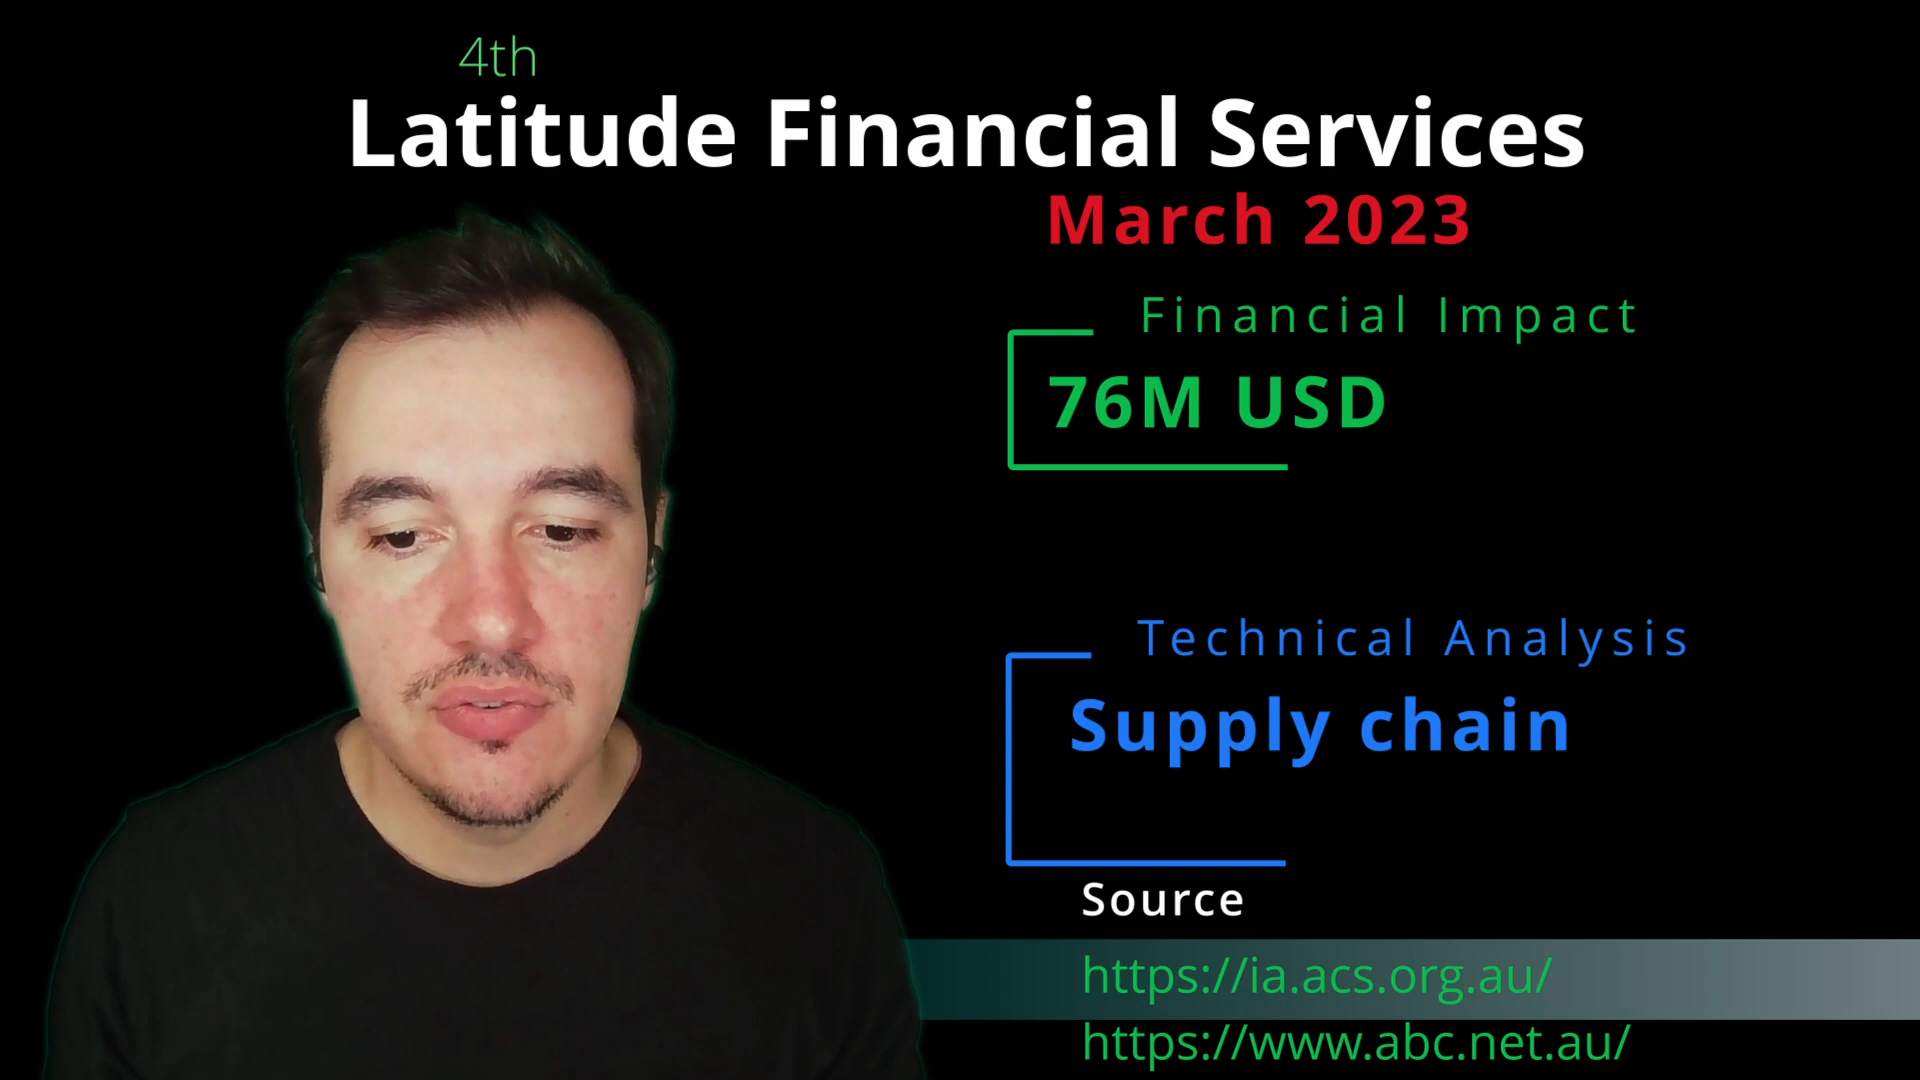 4th
Latitude Financial Services
March 2023
Financial Impact
76M USD
Technical Analysis
Supply chain
Source
https://ia.acs.org.au/
https://www.abc.net.au/